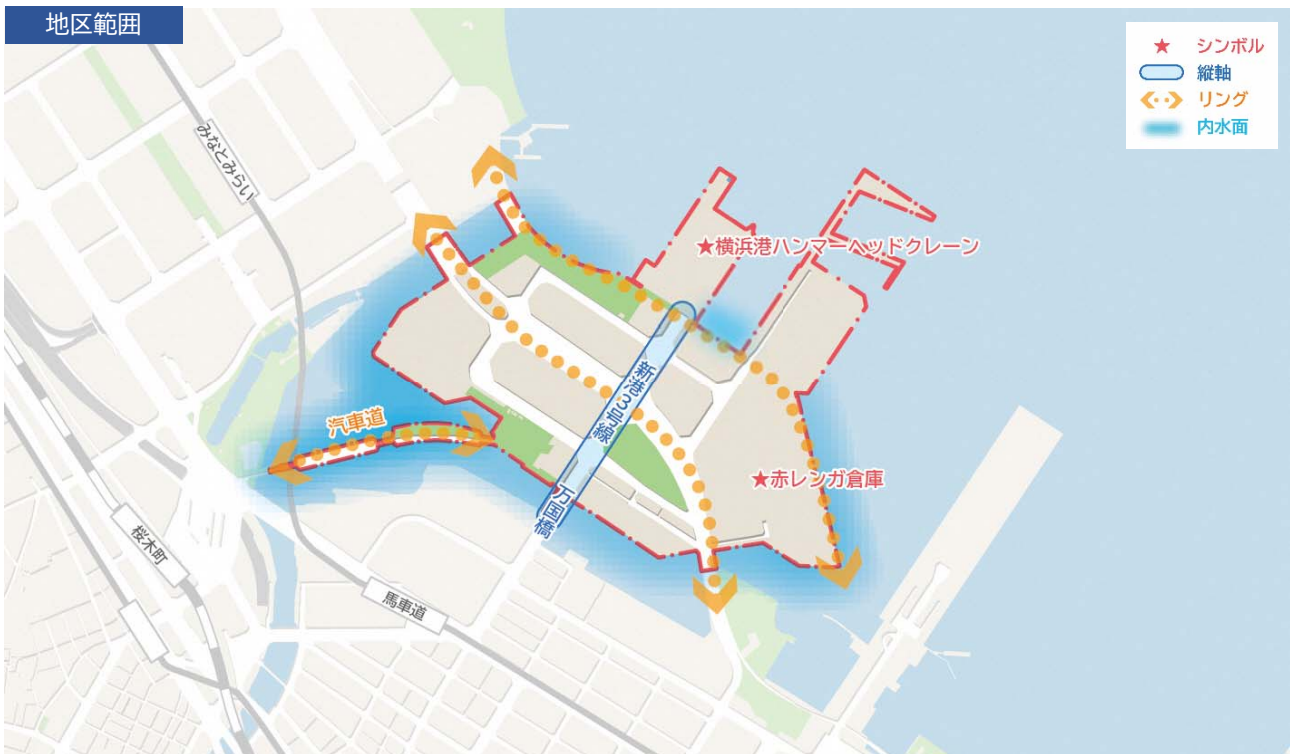 地区範囲
★ シンボル
縦軸
リング
内水面
みなとみらい
★横浜港ハンマーヘッドクレーン
新港3号線
汽車道
★赤レンガ倉庫
万国橋
桜木町
馬車道